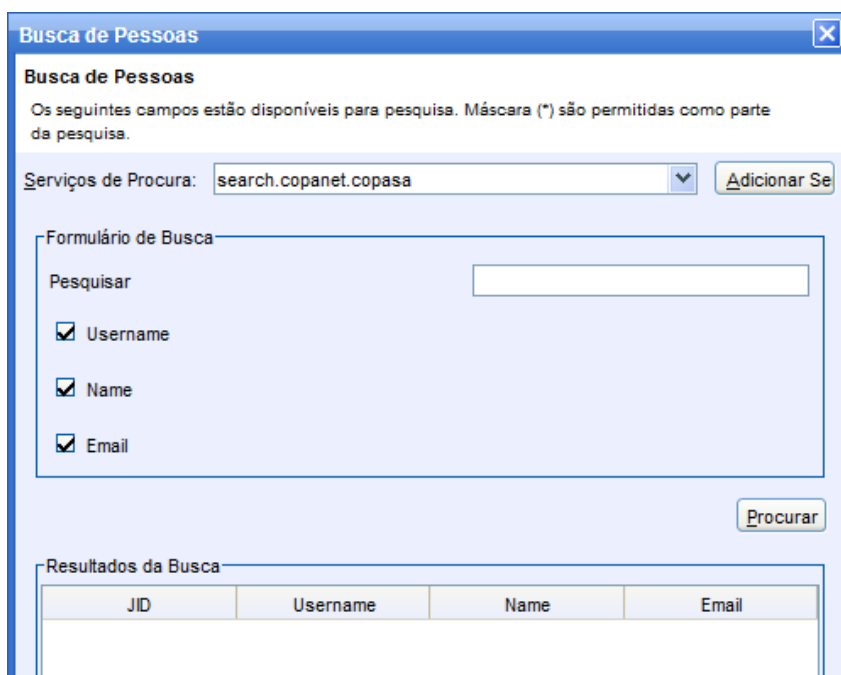 Busca de Pessoas
Busca de Pessoas
Os seguintes campos estão disponíveis para pesquisa. Máscara (*) são permitidas como parte
da pesquisa.
Serviços de Procura: search.copanet.copasa Adicionar Se
Formulário de Busca
Pesquisar
Username
Name
Email
Procurar
Resultados da Busca
JID Username Name Email